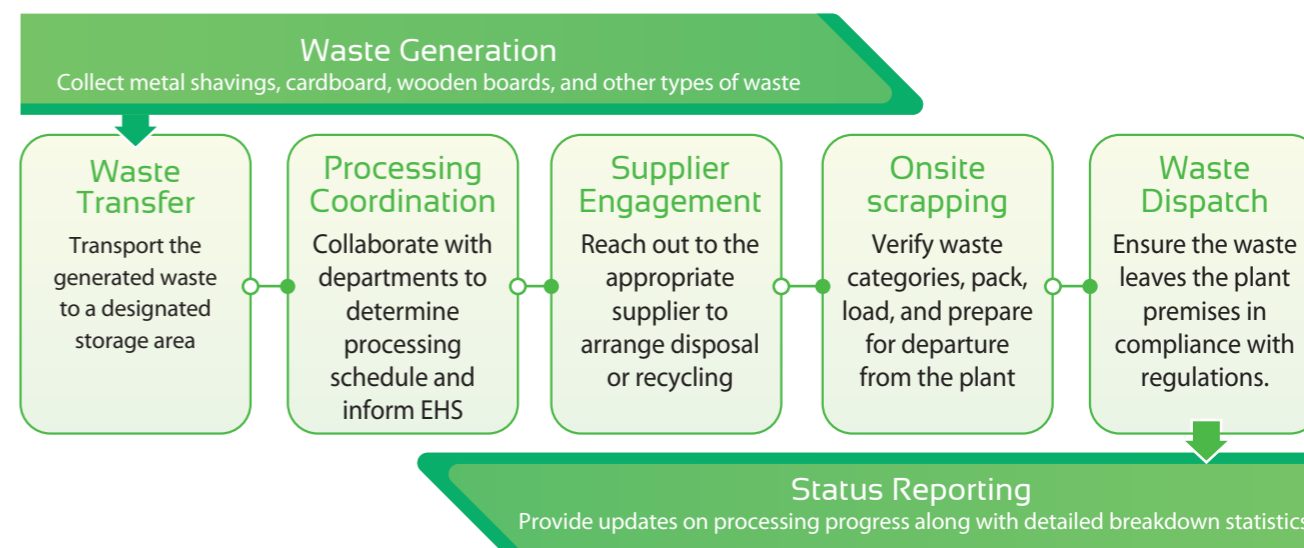 Waste Generation
Collect metal shavings, cardboard, wooden boards, and other types of waste
Waste
Transfer
Transport the
generated waste
to a designated
storage area
Processing
Coordination
Collaborate with
departments to
determine
processing
schedule and
inform EHS
Supplier
Engagement
Reach out to the
appropriate
supplier to
arrange disposal
or recycling
Onsite
scrapping
Verify waste
categories, pack,
load, and prepare
for departure
from the plant
Waste
Dispatch
Ensure the waste
leaves the plant
premises in
compliance with
regulations.
Status Reporting
Provide updates on processing progress along with detailed breakdown statistics